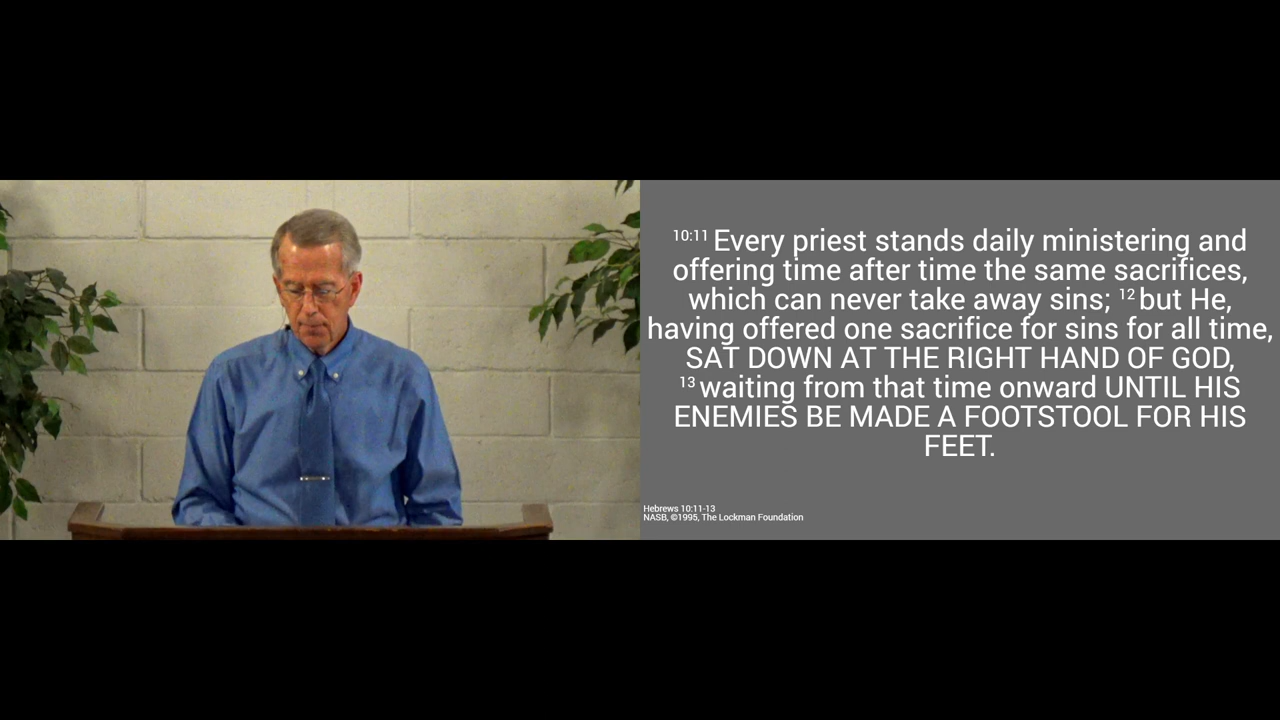 10:11 Every priest stands daily ministering and
offering time after time the same sacrifices,
which can never take away sins; 12 but He,
having offered one sacrifice for sins for all time,
SAT DOWN AT THE RIGHT HAND OF GOD,
13 waiting from that time onward UNTIL HIS
ENEMIES BE MADE A FOOTSTOOL FOR HIS
FEET.
Hebrews 10:11-13
NASB, ©1995, The Lockman Foundation